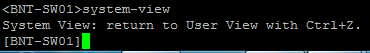 <BNT-SW01>system-view
System View: return to User View with Ctrl+Z.
[BNT-SW01]